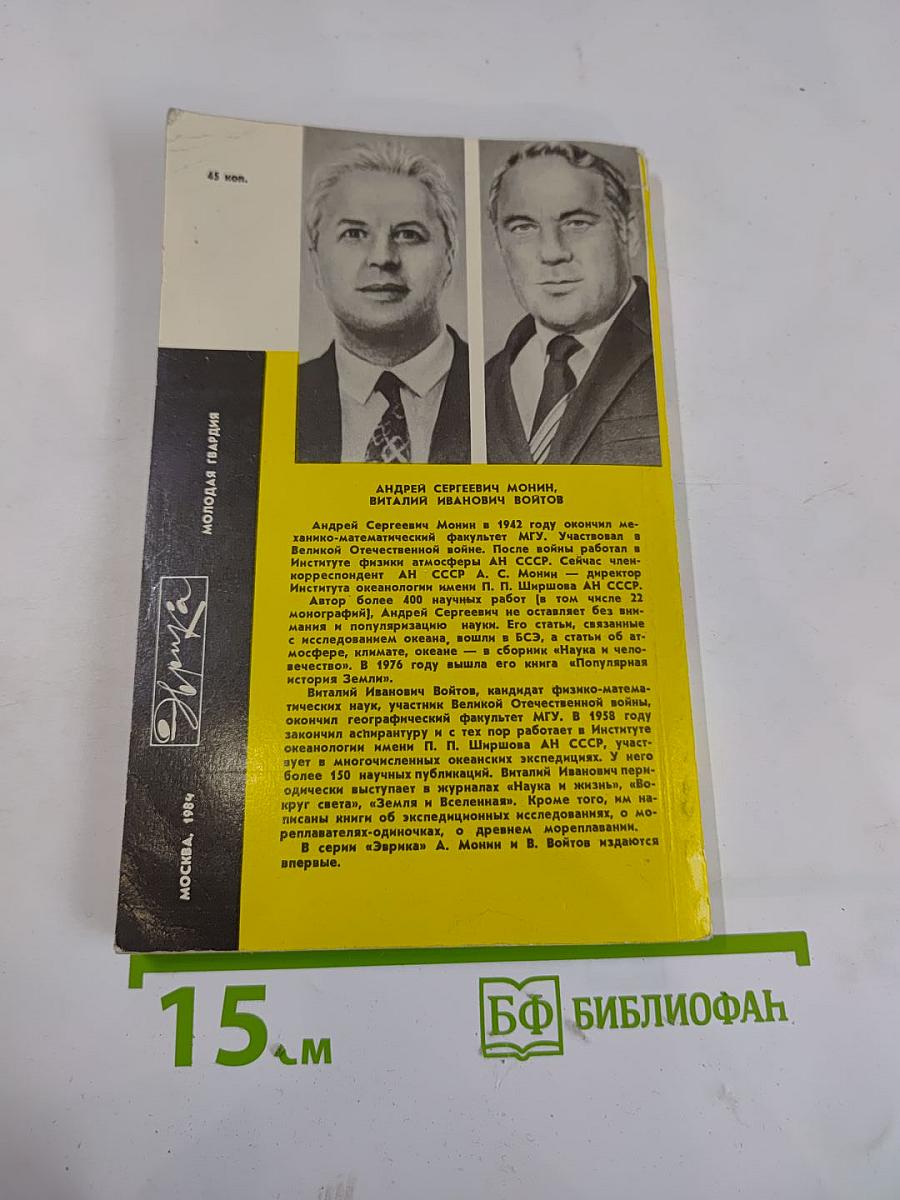 45 коп.
МОЛОДАЯ ГВАРДИЯ
Эврика
МОСКВА, 1984
АНДРЕЙ СЕРГЕЕВИЧ МОНИН,
ВИТАЛИЙ ИВАНОВИЧ ВОЙТОВ
Андрей Сергеевич Монин в 1942 году окончил ме-
ханико-математический факультет МГУ. Участвовал в
Великой Отечественной войне. После войны работал в
Институте физики атмосферы АН СССР. Сейчас член-
корреспондент АН СССР А. С. Монин — директор
Института океанологии имени П. П. Ширшова АН СССР.
Автор более 400 научных работ [в том числе 22
монографий], Андрей Сергеевич не оставляет без вни-
мания и популяризацию науки. Его статьи, связанные
с исследованием океана, вошли в БСЭ, а статьи об ат-
мосфере, климате, океане — в сборник «Наука и чело-
вечество». В 1976 году вышла его книга «Популярная
история Земли».
Виталий Иванович Войтов, кандидат физико-матема-
тических наук, участник Великой Отечественной войны,
окончил географический факультет МГУ. В 1958 году
закончил аспирантуру и с тех пор работает в Институте
океанологии имени П. П. Ширшова АН СССР, участ-
вует в многочисленных океанских экспедициях. У него
более 150 научных публикаций. Виталий Иванович пери-
одически выступает в журналах «Наука и жизнь», «Во-
круг света», «Земля и Вселенная». Кроме того, им на-
писаны книги об экспедиционных исследованиях, о мо-
реплавателях-одиночках, о древнем мореплавании.
В серии «Эврика» А. Монин и В. Войтов издаются
впервые.
15 см
БФ БИБЛИОФАН